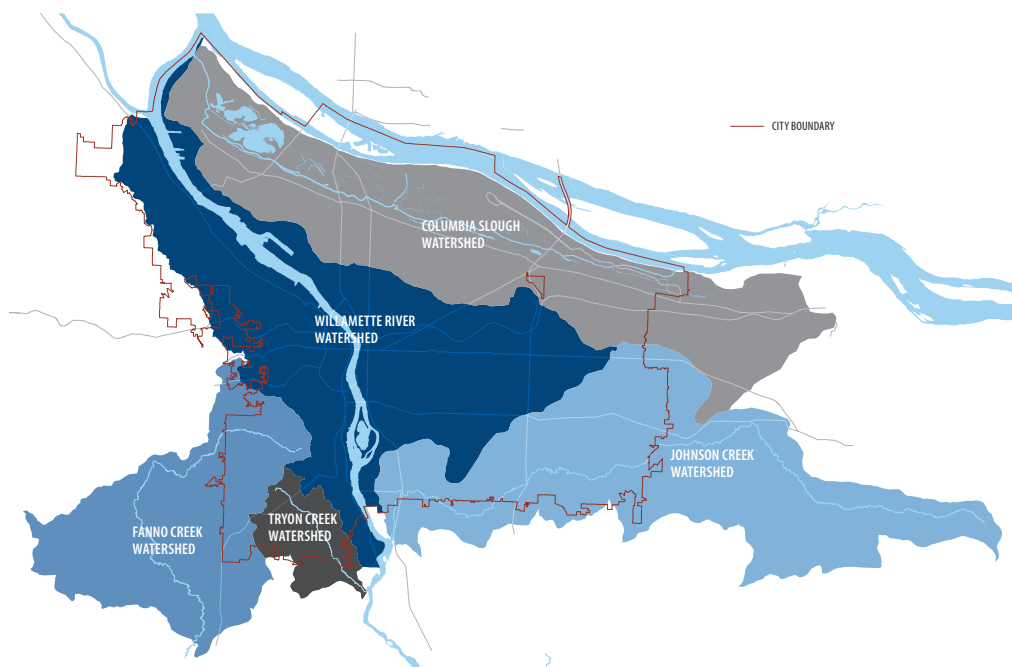 CITY BOUNDARY
COLUMBIA SLOUGH
WATERSHED
WILLAMETTE RIVER
WATERSHED
JOHNSON CREEK
WATERSHED
TRYON CREEK
WATERSHED
FANNO CREEK
WATERSHED